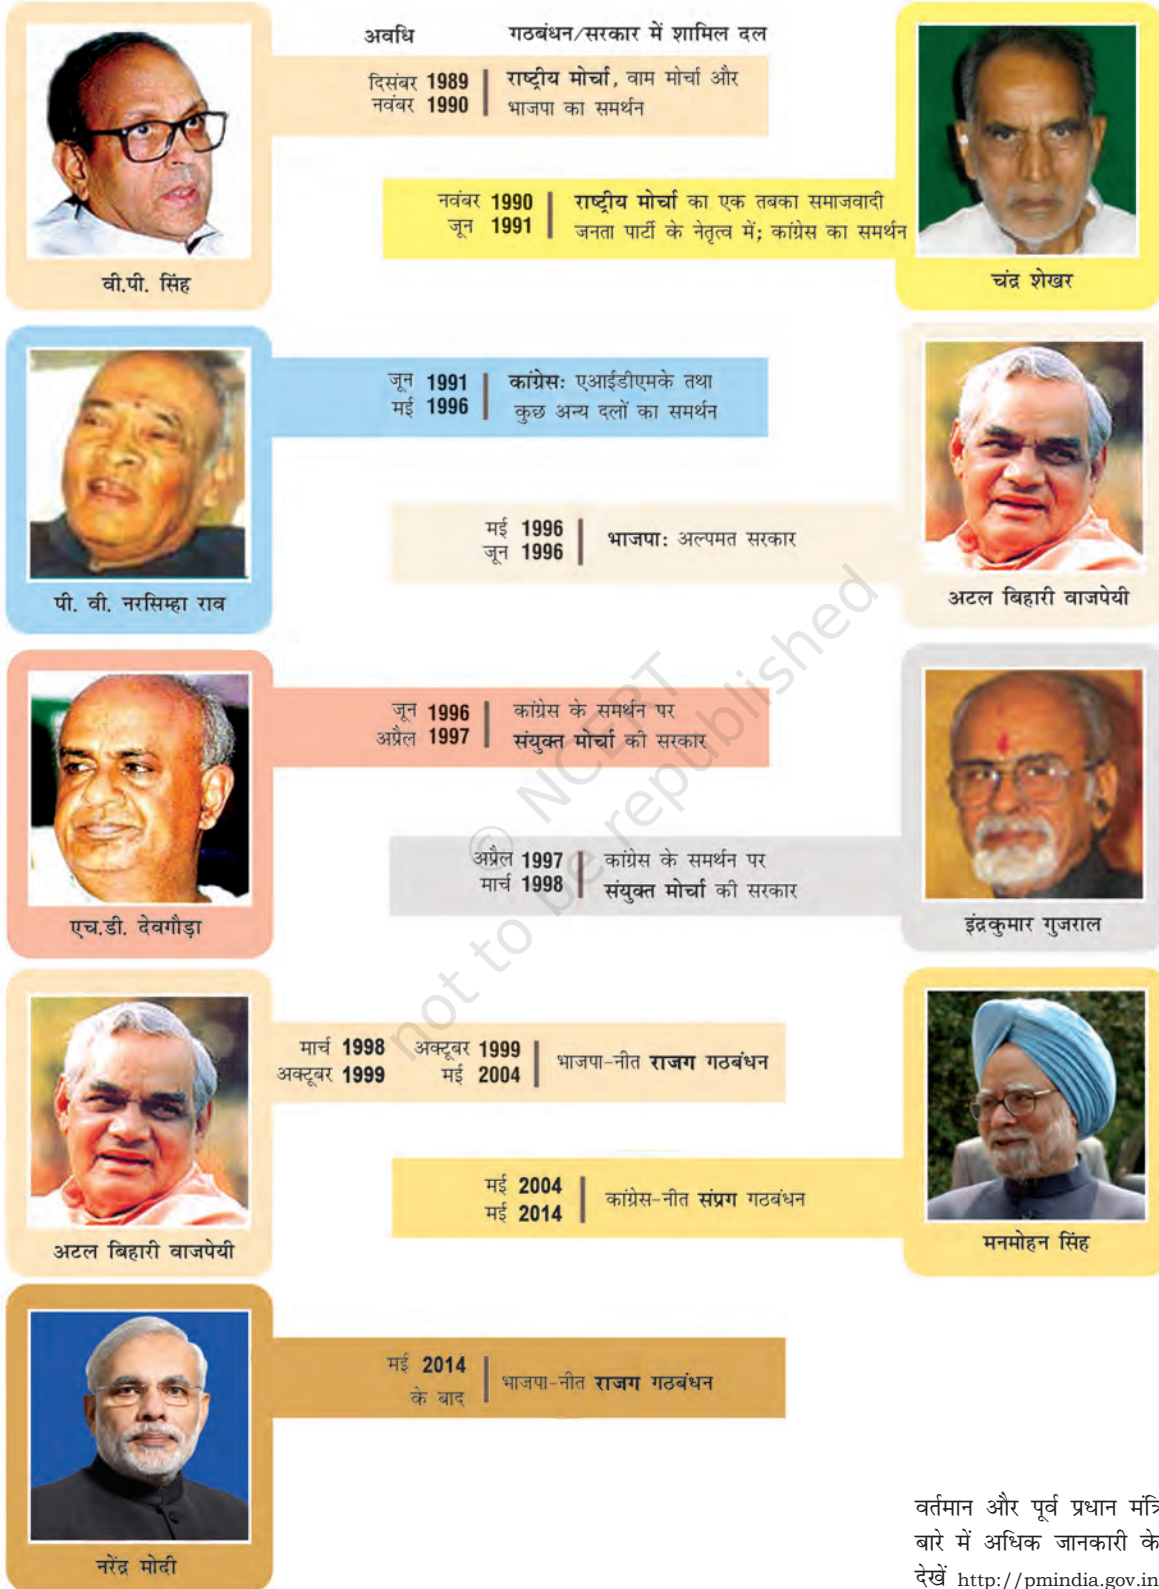 अवधि गठबंधन/सरकार में शामिल दल
दिसंबर 1989 राष्ट्रीय मोर्चा, वाम मोर्चा और
नवंबर 1990 भाजपा का समर्थन
वी.पी. सिंह
नवंबर 1990 राष्ट्रीय मोर्चा का एक तबका समाजवादी
जून 1991 जनता पार्टी के नेतृत्व में; कांग्रेस का समर्थन
चंद्र शेखर
जून 1991 कांग्रेस: एआईडीएमके तथा
मई 1996 कुछ अन्य दलों का समर्थन
पी. वी. नरसिम्हा राव
मई 1996
जून 1996
भाजपा: अल्पमत सरकार
अटल बिहारी वाजपेयी
जून 1996 कांग्रेस के समर्थन पर
अप्रैल 1997 संयुक्त मोर्चा की सरकार
एच.डी. देवगौड़ा
अप्रैल 1997 कांग्रेस के समर्थन पर
मार्च 1998 संयुक्त मोर्चा की सरकार
इंद्रकुमार गुजराल
मार्च 1998 अक्टूबर 1999
अक्टूबर 1999 मई 2004
भाजपा-नीत राजग गठबंधन
अटल बिहारी वाजपेयी
मई 2004
मई 2014
कांग्रेस-नीत संप्रग गठबंधन
मनमोहन सिंह
मई 2014
के बाद
भाजपा-नीत राजग गठबंधन
नरेंद्र मोदी
वर्तमान और पूर्व प्रधान मंत्रि
बारे में अधिक जानकारी के
देखें http://pmindia.gov.in
© NCERT
not to be republished